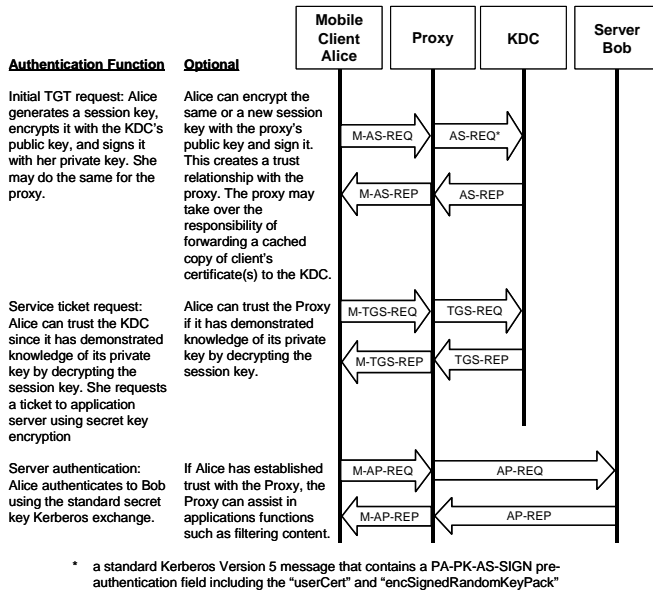 Mobile
Client
Alice
Proxy
KDC
Server
Bob
Authentication Function
Optional
Initial TGT request: Alice
generates a session key,
encrypts it with the KDC's
public key, and signs it
with her private key. She
may do the same for the
proxy.
Alice can encrypt the
same or a new session
key with the proxy's
public key and sign it.
This creates a trust
relationship with the
proxy. The proxy may
take over the
responsibility of
forwarding a cached
copy of client's
certificate(s) to the KDC.
M-AS-REQ
AS-REQ*
M-AS-REP
AS-REP
Service ticket request:
Alice can trust the KDC
since it has demonstrated
knowledge of its private
key by decrypting the
session key. She requests
a ticket to application
server using secret key
encryption
Alice can trust the Proxy
if it has demonstrated
knowledge of its private
key by decrypting the
session key.
M-TGS-REQ
TGS-REQ
M-TGS-REP
TGS-REP
Server authentication:
Alice authenticates to Bob
using the standard secret
key Kerberos exchange.
If Alice has established
trust with the Proxy, the
Proxy can assist in
applications functions
such as filtering content.
M-AP-REQ
AP-REQ
M-AP-REP
AP-REP
* a standard Kerberos Version 5 message that contains a PA-PK-AS-SIGN pre-
authentication field including the “userCert” and “encSignedRandomKeyPack”